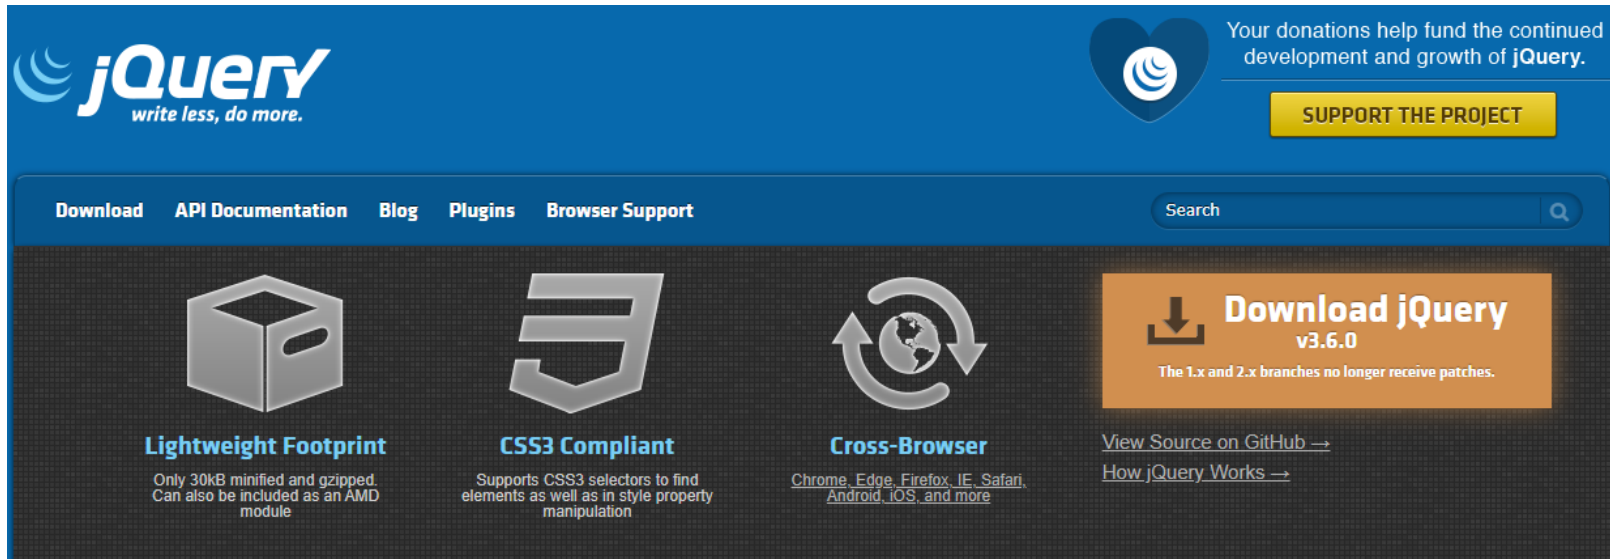 jQuery
write less, do more.
Your donations help fund the continued
development and growth of jQuery.
SUPPORT THE PROJECT
Download API Documentation Blog Plugins Browser Support
Search
Lightweight Footprint
Only 30kB minified and gzipped.
Can also be included as an AMD
module
CSS3 Compliant
Supports CSS3 selectors to find
elements as well as in style property
manipulation
Cross-Browser
Chrome, Edge, Firefox, IE, Safari,
Android, iOS, and more
Download jQuery
v3.6.0
The 1.x and 2.x branches no longer receive patches.
View Source on GitHub →
How jQuery Works →